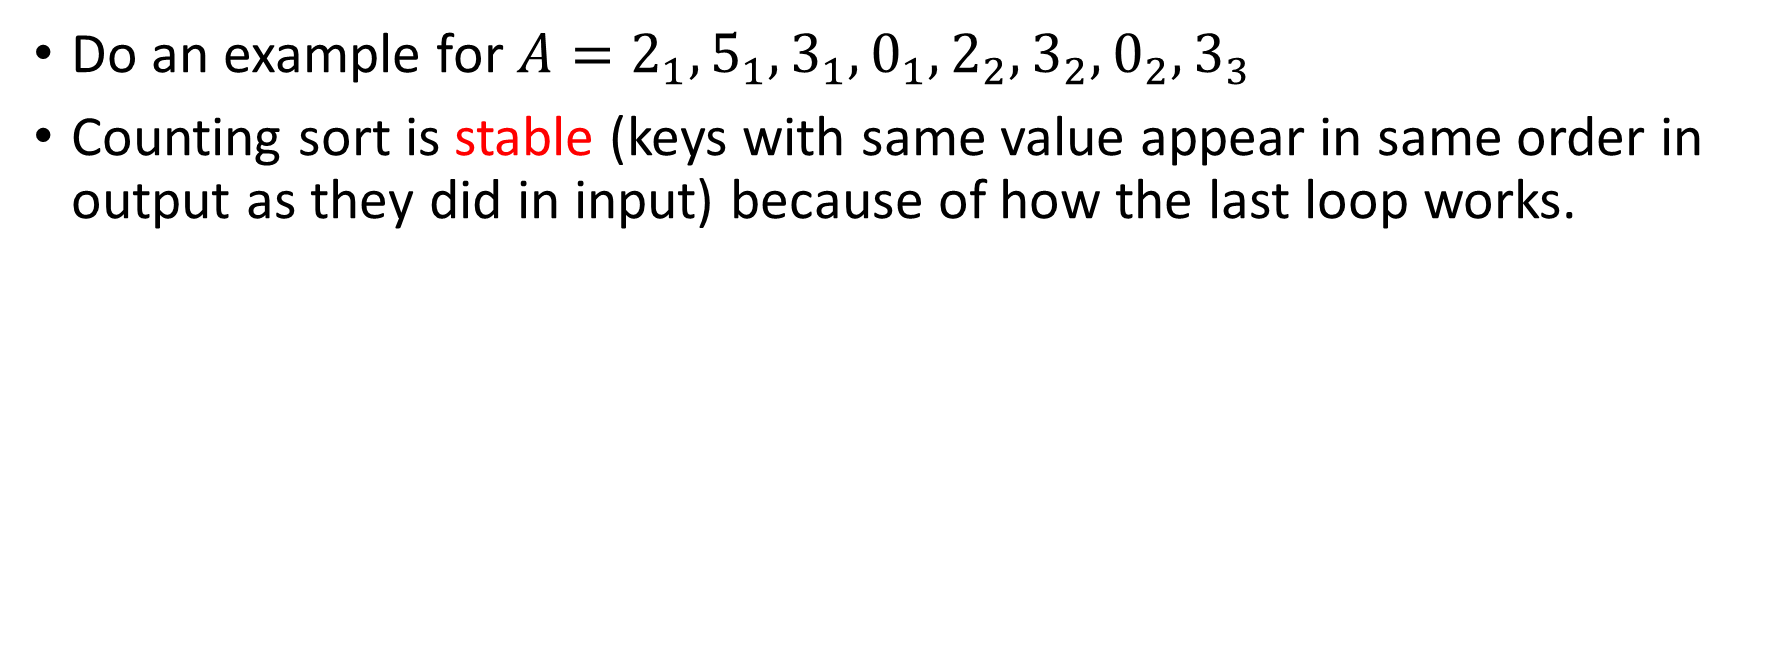 • Do an example for A = 2₁, 5₁, 3₁, 0₁, 2₂, 3₂, 0₂, 3₃
• Counting sort is stable (keys with same value appear in same order in
output as they did in input) because of how the last loop works.